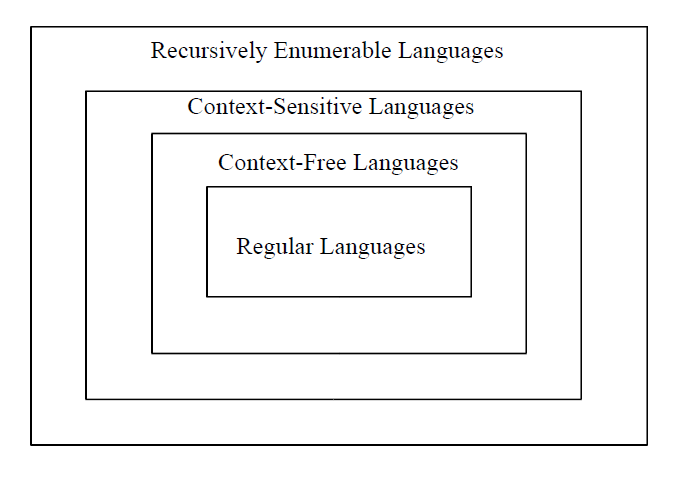 Recursively Enumerable Languages
Context-Sensitive Languages
Context-Free Languages
Regular Languages